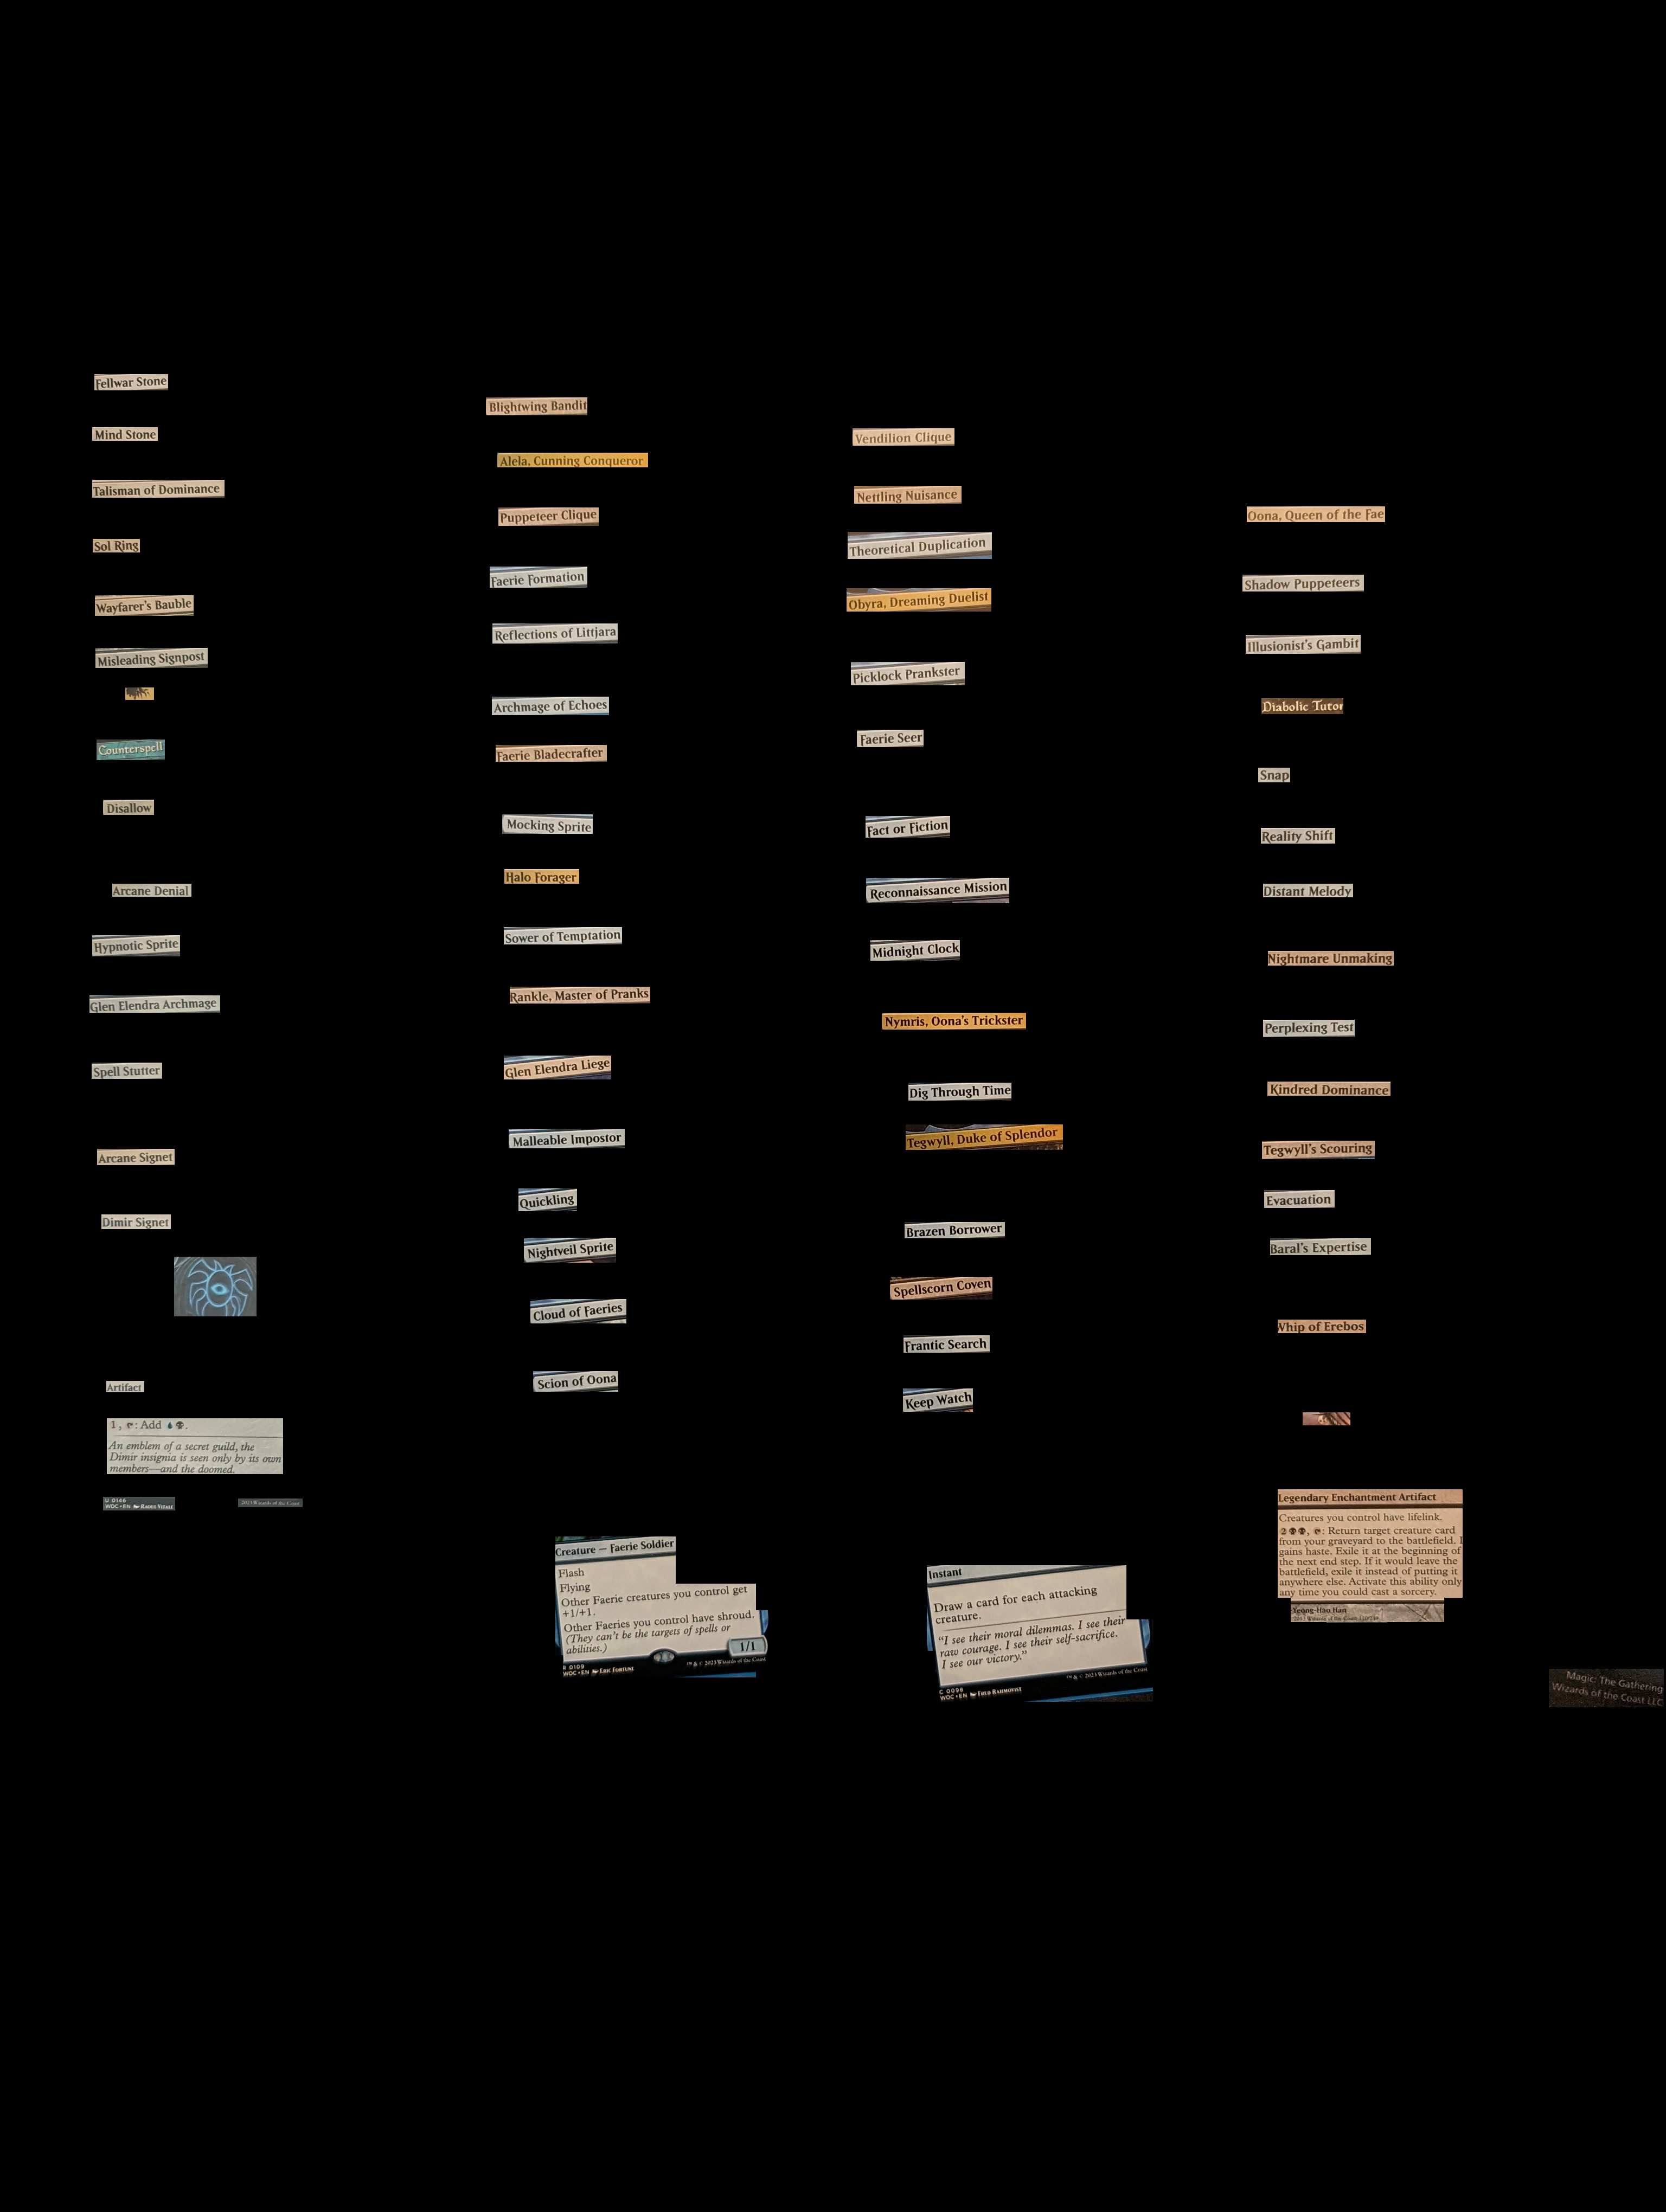 Fellwar Stone
Mind Stone
Talisman of Dominance
Sol Ring
Wayfarer's Bauble
Misleading Signpost
Counterspell
Disallow
Arcane Denial
Hypnotic Sprite
Glen Elendra Archmage
Spell Stutter
Arcane Signet
Dimir Signet
Artifact
1, : Add .
An emblem of a secret guild, the
Dimir insignia is seen only by its own
members—and the doomed.
U 0146
WOC • EN Raoul Vitale
2023 Wizards of the Coast
Blightwing Bandit
Alela, Cunning Conqueror
Puppeteer Clique
Faerie Formation
Reflections of Littjara
Archmage of Echoes
Faerie Bladecrafter
Mocking Sprite
Halo Forager
Sower of Temptation
Rankle, Master of Pranks
Glen Elendra Liege
Malleable Impostor
Quickling
Nightveil Sprite
Cloud of Faeries
Scion of Oona
Creature — Faerie Soldier
Flash
Flying
Other Faerie creatures you control get
+1/+1.
Other Faeries you control have shroud.
(They can't be the targets of spells or
abilities.)
1/1
R 0109
WOC • EN Eric Fortune
™ & © 2023 Wizards of the Coast
Vendilion Clique
Nettling Nuisance
Theoretical Duplication
Obyra, Dreaming Duelist
Picklock Prankster
Faerie Seer
Fact or Fiction
Reconnaissance Mission
Midnight Clock
Nymris, Oona's Trickster
Dig Through Time
Tegwyll, Duke of Splendor
Brazen Borrower
Spellscorn Coven
Frantic Search
Keep Watch
Instant
Draw a card for each attacking
creature.
"I see their moral dilemmas. I see their
raw courage. I see their self-sacrifice.
I see our victory."
C 0098
WOC • EN Fred Rahmqvist
™ & © 2023 Wizards of the Coast
Oona, Queen of the Fae
Shadow Puppeteers
Illusionist's Gambit
Diabolic Tutor
Snap
Reality Shift
Distant Melody
Nightmare Unmaking
Perplexing Test
Kindred Dominance
Tegwyll's Scouring
Evacuation
Baral's Expertise
Whip of Erebos
Legendary Enchantment Artifact
Creatures you control have lifelink.
2, : Return target creature card
from your graveyard to the battlefield. I
gains haste. Exile it at the beginning of
the next end step. If it would leave the
battlefield, exile it instead of putting it
anywhere else. Activate this ability only
any time you could cast a sorcery.
Yeong-Hao Han
Magic: The Gathering
Wizards of the Coast LLC